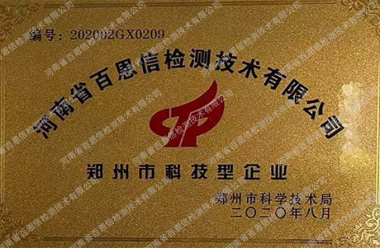 编号：202002GX0209
河南省百恩信检测技术有限公司
郑州市科技型企业
郑州市科学技术局
二〇二〇年八月